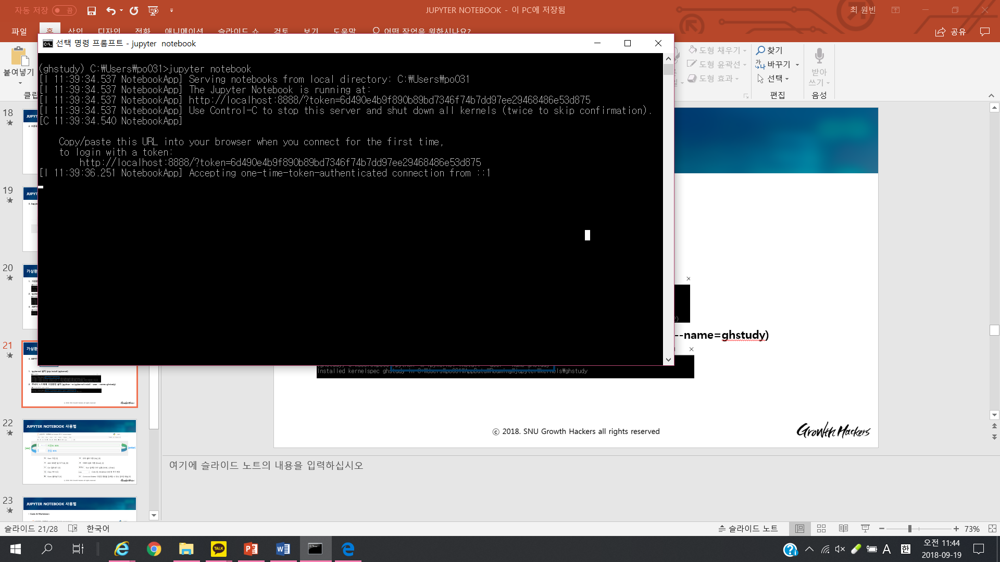 자동 저장
끔
JUPYTER NOTEBOOK - 이 PC에 저장됨
최 원빈
파일
홈
삽입
디자인
전환
애니메이션
슬라이드 쇼
검토
보기
도움말
어떤 작업을 원하시나요?
공유
선택 명령 프롬프트 - jupyter  notebook
(ghstudy) C:₩Users₩po031>jupyter notebook
[I 11:39:34.537 NotebookApp] Serving notebooks from local directory: C:₩Users₩po031
[I 11:39:34.537 NotebookApp] The Jupyter Notebook is running at:
[I 11:39:34.537 NotebookApp] http://localhost:8888/?token=6d490e4b9f890b89bd7346f74b7dd97ee29468486e53d875
[I 11:39:34.537 NotebookApp] Use Control-C to stop this server and shut down all kernels (twice to skip confirmation).
[C 11:39:34.540 NotebookApp]
Copy/paste this URL into your browser when you connect for the first time,
to login with a token:
http://localhost:8888/?token=6d490e4b9f890b89bd7346f74b7dd97ee29468486e53d875
[I 11:39:36.251 NotebookApp] Accepting one-time-token-authenticated connection from ::1
붙여넣기
클립
도형 채우기
도형 윤곽선
도형 효과
찾기
바꾸기
선택
편집
받아
쓰기
음성
18
19
20
21
22
JUPYTER NOTEBOOK 사용법
23
JUPYTER NOTEBOOK 사용법
• Code & Markdown
--name=ghstudy)
Installed kernelspec ghstudy in C:₩Users₩po031₩AppData₩Roaming₩jupyter₩kernels₩ghstudy
ⓒ 2018. SNU Growth Hackers all rights reserved
Growth Hackers
여기에 슬라이드 노트의 내용을 입력하십시오
슬라이드 21/28
한국어
슬라이드 노트
73%
TALK
A
한
오전 11:44
2018-09-19